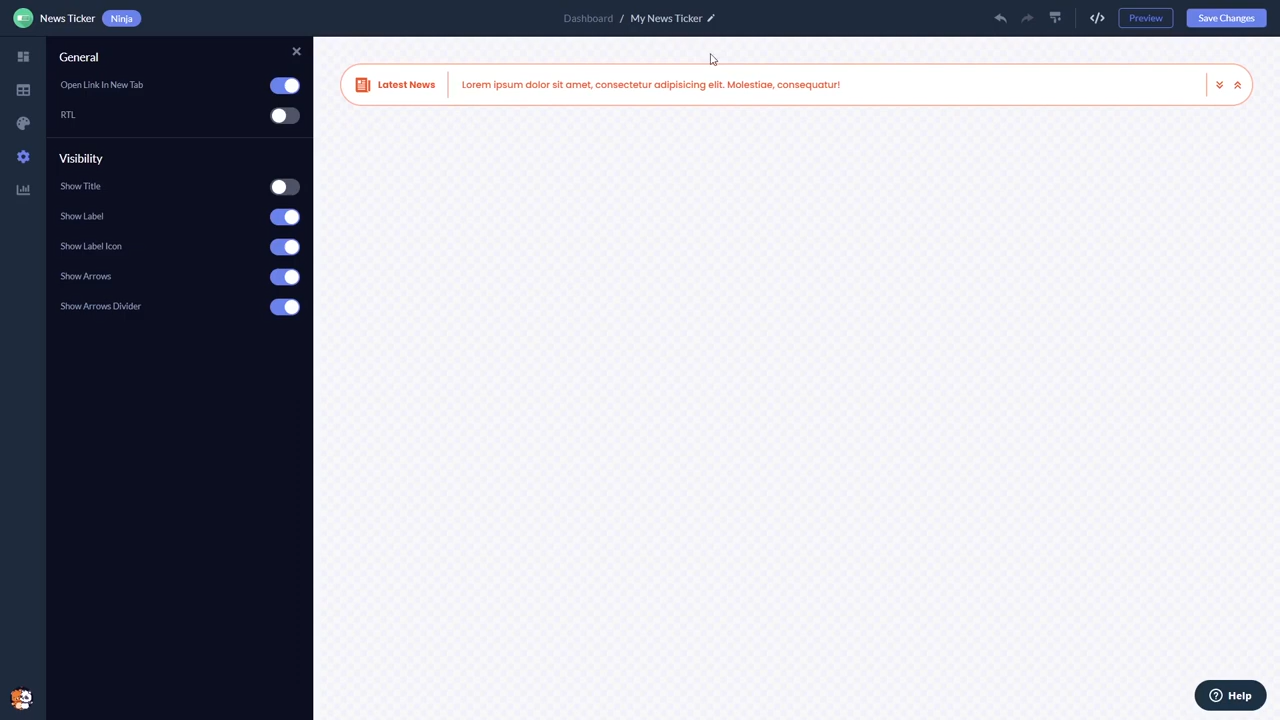 News Ticker Ninja Dashboard / My News Ticker Preview Save Changes
General
Open Link In New Tab
RTL
Visibility
Show Title
Show Label
Show Label Icon
Show Arrows
Show Arrows Divider
Latest News Lorem ipsum dolor sit amet, consectetur adipisicing elit. Molestiae, consequatur!
Help